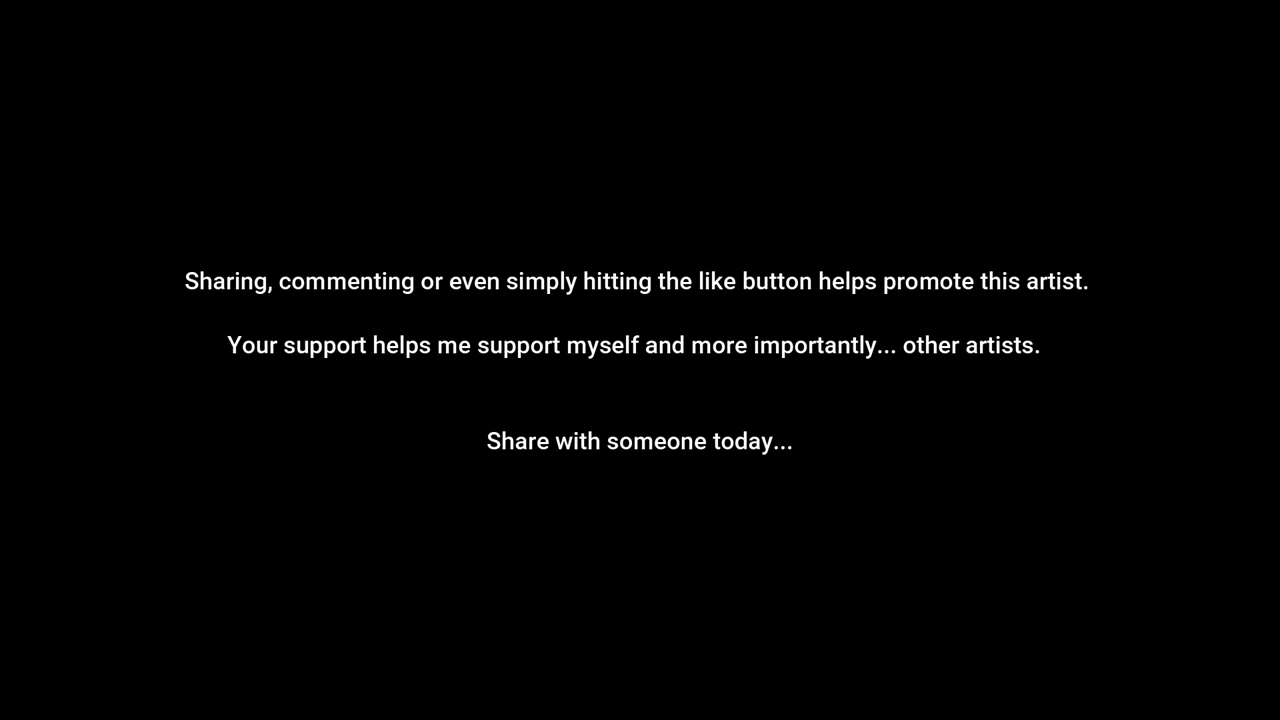 Sharing, commenting or even simply hitting the like button helps promote this artist.
Your support helps me support myself and more importantly... other artists.
Share with someone today...